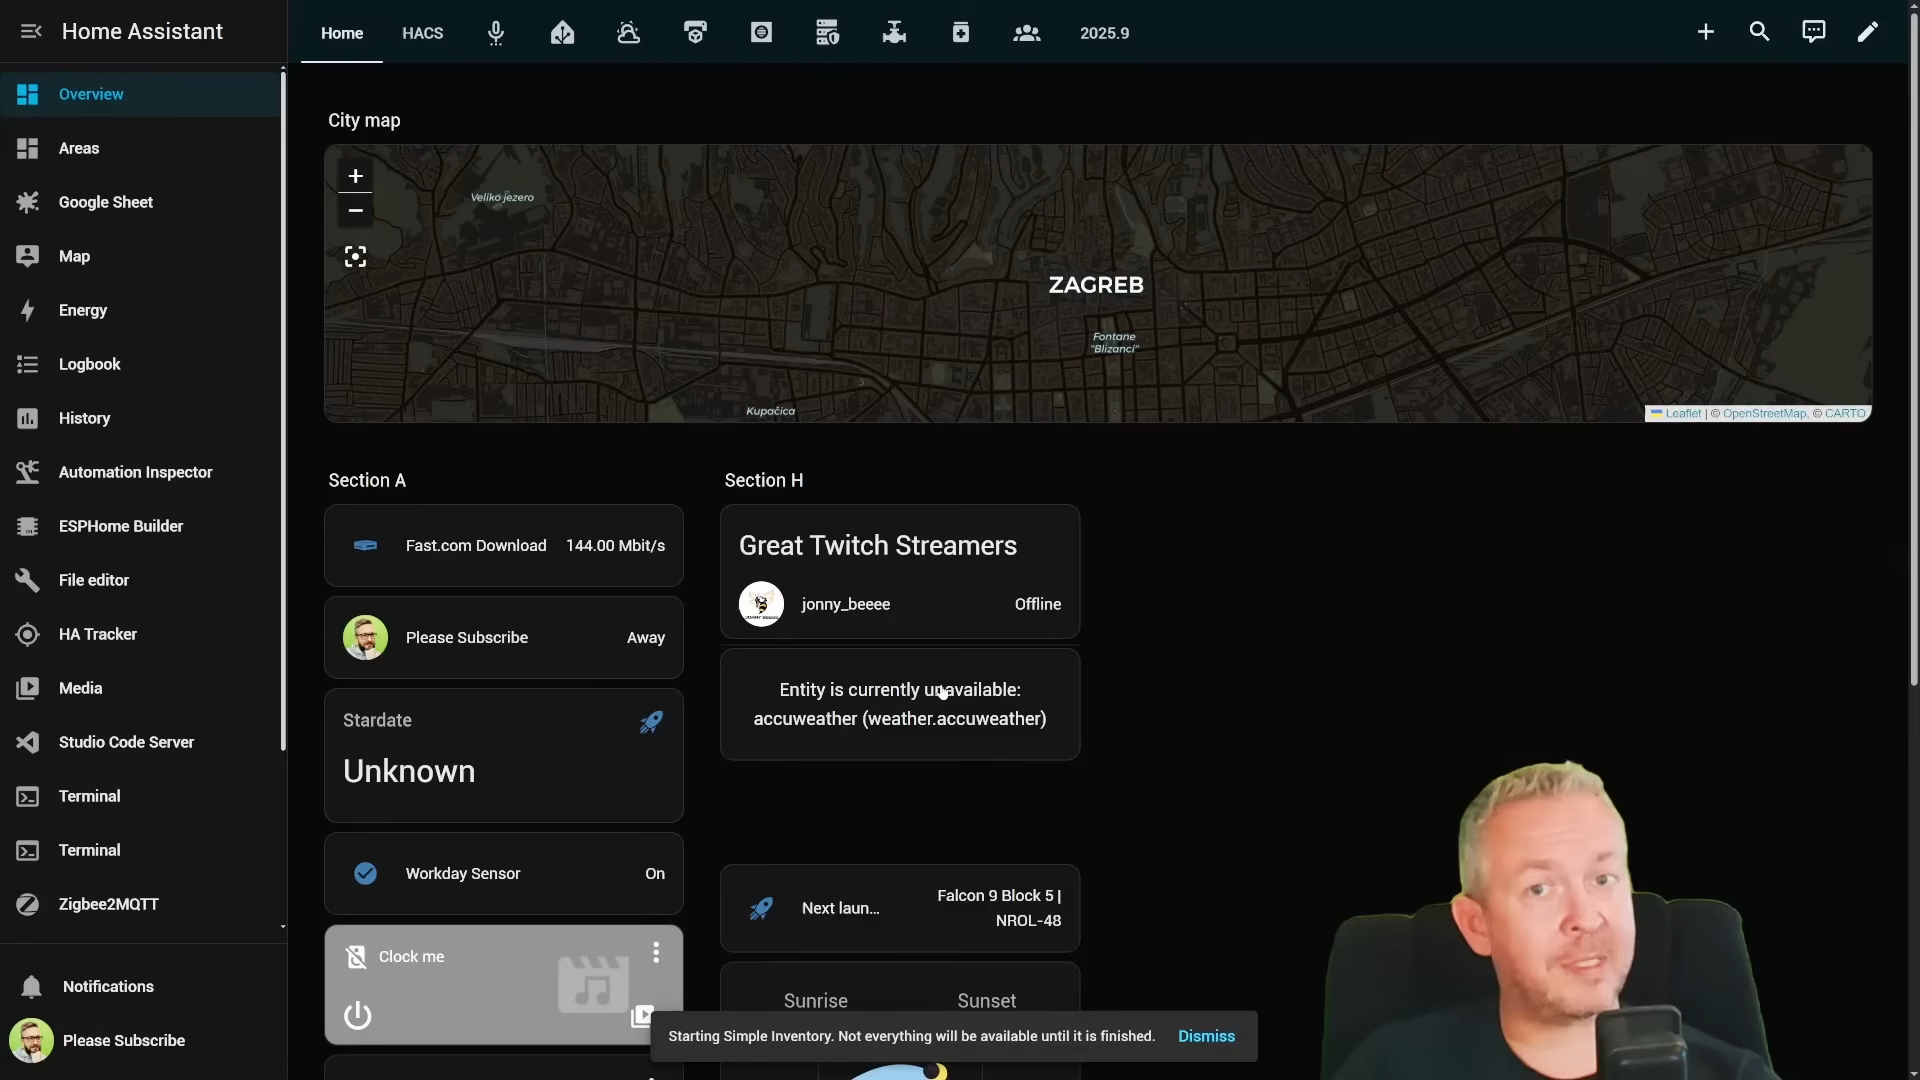 Home Assistant
Home
HACS
2025.9
Overview
Areas
Google Sheet
Map
Energy
Logbook
History
Automation Inspector
ESPHome Builder
File editor
HA Tracker
Media
Studio Code Server
Terminal
Terminal
Zigbee2MQTT
Notifications
Please Subscribe
City map
+
−
Veliko jezero
ZAGREB
Fontane
"Blizanci"
Kupačica
Leaflet | © OpenStreetMap, © CARTO
Section A
Fast.com Download 144.00 Mbit/s
Please Subscribe Away
Stardate
Unknown
Workday Sensor On
Clock me
Section H
Great Twitch Streamers
jonny_beeee Offline
Entity is currently unavailable:
accuweather (weather.accuweather)
Next laun... Falcon 9 Block 5 |
NROL-48
Sunrise Sunset
Starting Simple Inventory. Not everything will be available until it is finished. Dismiss